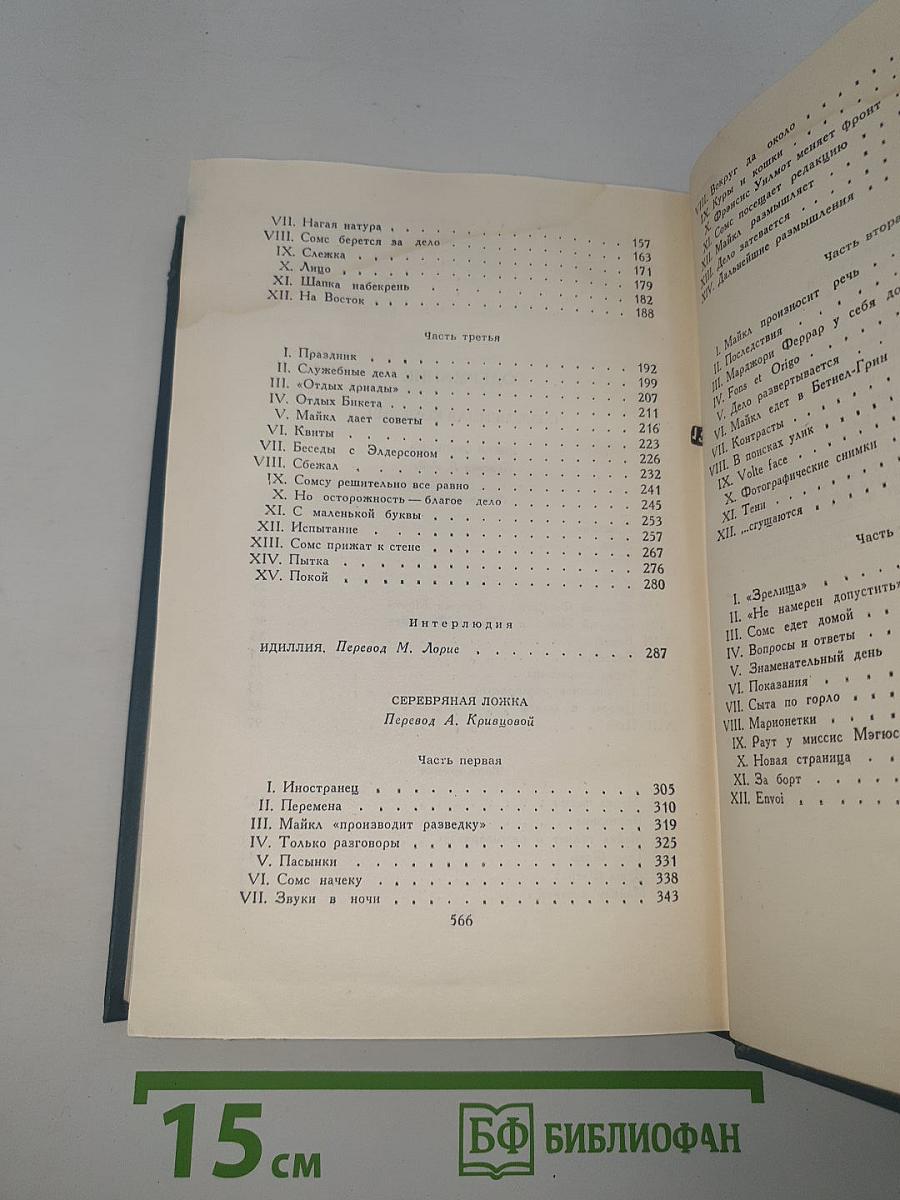 VII. Нагая натура . . . . . . . . . . . . . . . 157
VIII. Сомс берется за дело . . . . . . . . . . . . 163
IX. Слежка . . . . . . . . . . . . . . . . . . 171
X. Лицо . . . . . . . . . . . . . . . . . . . 179
XI. Шапка набекрень . . . . . . . . . . . . . . 182
XII. На Восток . . . . . . . . . . . . . . . . . 188
Часть третья
I. Праздник . . . . . . . . . . . . . . . . . 192
II. Служебные дела . . . . . . . . . . . . . . . 199
III. «Отдых дриады» . . . . . . . . . . . . . . . 207
IV. Отдых Бикета . . . . . . . . . . . . . . . . 211
V. Майкл дает советы . . . . . . . . . . . . . . 216
VI. Квиты . . . . . . . . . . . . . . . . . . 223
VII. Беседы с Элдерсоном . . . . . . . . . . . . . 226
VIII. Сбежал . . . . . . . . . . . . . . . . . . 232
IX. Сомсу решительно все равно . . . . . . . . . . 241
X. Но осторожность — благое дело . . . . . . . . . 245
XI. С маленькой буквы . . . . . . . . . . . . . . 253
XII. Испытание . . . . . . . . . . . . . . . . . 257
XIII. Сомс прижат к стене . . . . . . . . . . . . . 267
XIV. Пытка . . . . . . . . . . . . . . . . . . 276
XV. Покой . . . . . . . . . . . . . . . . . . 280
Интерлюдия
ИДИЛЛИЯ. Перевод М. Лорие . . . . . . . . . . . 287
СЕРЕБРЯНАЯ ЛОЖКА
Перевод А. Кривцовой
Часть первая
I. Иностранец . . . . . . . . . . . . . . . . 305
II. Перемена . . . . . . . . . . . . . . . . . 310
III. Майкл «производит разведку» . . . . . . . . . 319
IV. Только разговоры . . . . . . . . . . . . . . 325
V. Пасынки . . . . . . . . . . . . . . . . . 331
VI. Сомс начеку . . . . . . . . . . . . . . . . 338
VII. Звуки в ночи . . . . . . . . . . . . . . . 343
566
VIII. Вокруг да около . . . . .
IX. Куры и кошки . . . . .
X. Фрэнсис Уилмот меняет фронт .
XI. Сомс посещает редакцию . . .
XII. Майкл размышляет . . . .
XIII. Дело затевается . . . . .
XIV. Дальнейшие размышления . .
Часть втора
I. Майкл произносит речь . .
II. Последствия . . . . .
III. Марджори Феррар у себя до
IV. Fons et Origo . . . . .
V. Дело развертывается . . .
VI. Майкл едет в Бетнел-Грин
VII. Контрасты . . . . .
VIII. В поисках улик . . . .
IX. Volte face . . . . .
X. Фотографические снимки . .
XI. Тени . . . . . .
XII. ...сгущаются . . . . .
Часть
I. «Зрелища» . . . .
II. «Не намерен допустить»
III. Сомс едет домой . . .
IV. Вопросы и ответы . . .
V. Знаменательный день .
VI. Показания . . . .
VII. Сыта по горло . . . .
VIII. Марионетки . . . . .
IX. Раут у миссис Мэгюс
X. Новая страница . .
XI. За борт . . . . .
XII. Envoi . . . . . .
15 см
БФ БИБЛИОФАН